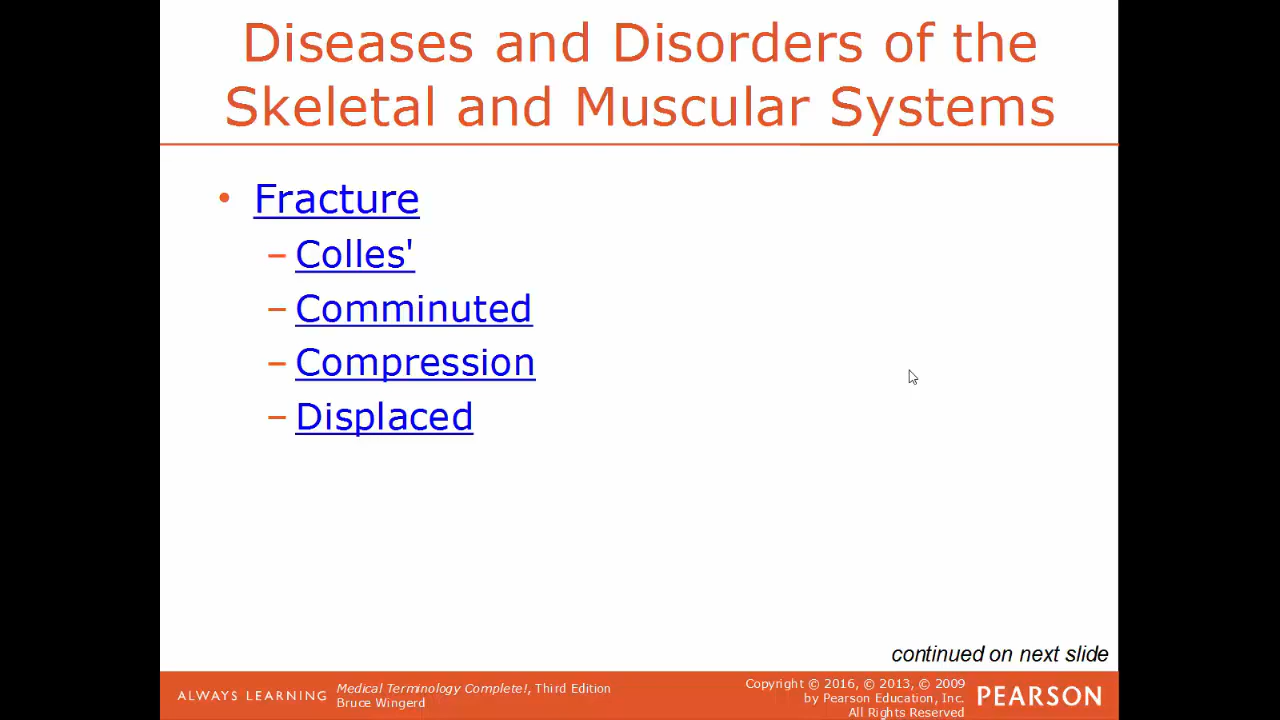 Diseases and Disorders of the
Skeletal and Muscular Systems
• Fracture
– Colles'
– Comminuted
– Compression
– Displaced
continued on next slide
ALWAYS LEARNING
Medical Terminology Complete!, Third Edition
Bruce Wingerd
Copyright © 2016, © 2013, © 2009
by Pearson Education, Inc.
All Rights Reserved
PEARSON